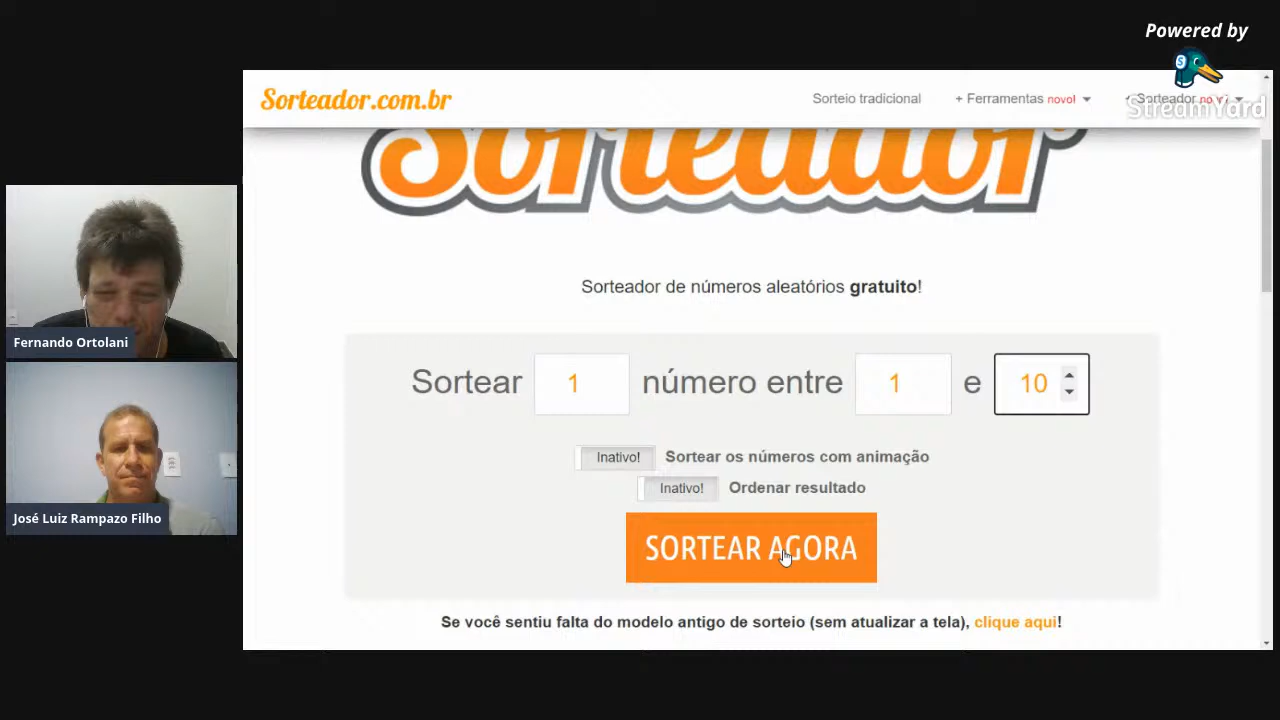 Powered by
StreamYard
Sorteador.com.br
Sorteio tradicional
+ Ferramentas novo!
+ Sorteador novo!
Sorteador
Sorteador de números aleatórios gratuito!
Sortear 1 número entre 1 e 10
Inativo! Sortear os números com animação
Inativo! Ordenar resultado
SORTEAR AGORA
Se você sentiu falta do modelo antigo de sorteio (sem atualizar a tela), clique aqui!
Fernando Ortolani
José Luiz Rampazo Filho